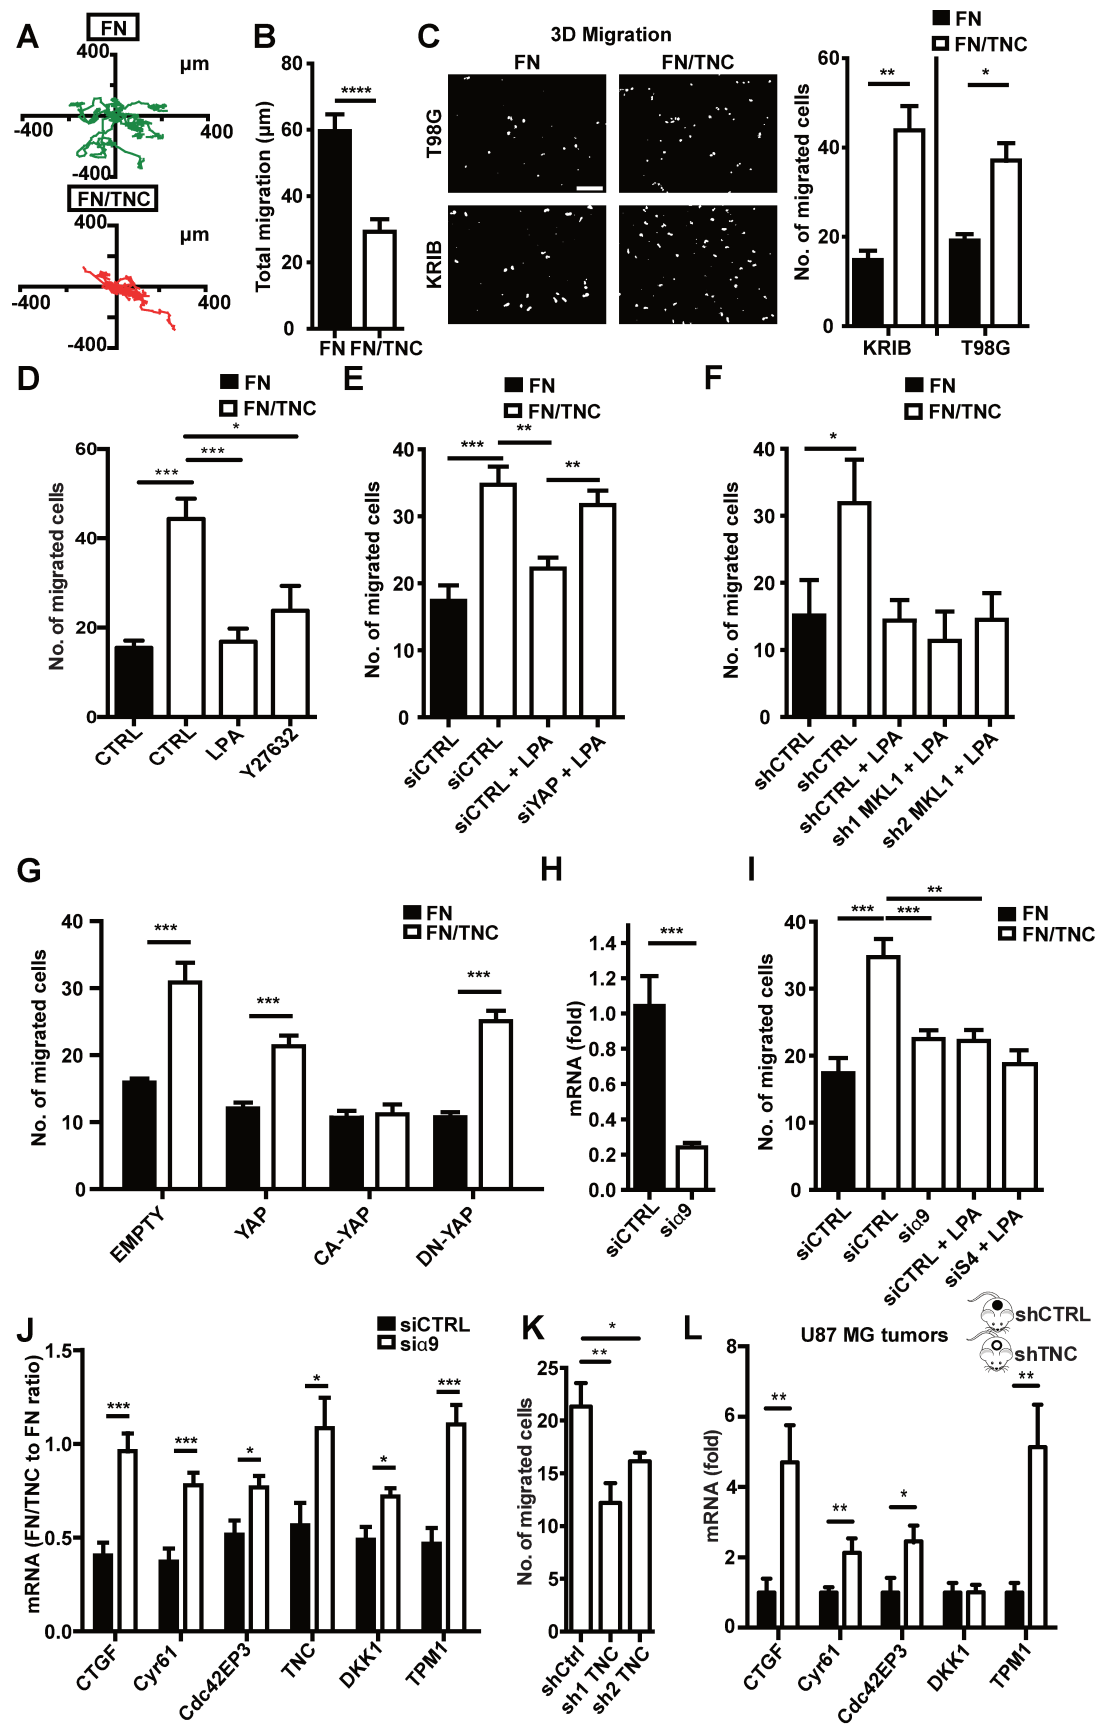 A
FN
400
µm
-400
400
-400
FN/TNC
400
µm
-400
400
-400
B
80
60
40
20
0
Total migration (µm)
****
FN FN/TNC
C
3D Migration
FN
FN/TNC
T98G
KRIB
FN
FN/TNC
60
40
20
0
No. of migrated cells
**
*
KRIB
T98G
D
FN
FN/TNC
60
40
20
0
No. of migrated cells
*
***
***
CTRL
CTRL
LPA
Y27632
E
FN
FN/TNC
40
30
20
10
0
No. of migrated cells
***
**
**
siCTRL
siCTRL
siCTRL + LPA
siYAP + LPA
F
FN
FN/TNC
40
30
20
10
0
No. of migrated cells
*
shCTRL
shCTRL
shCTRL + LPA
sh1 MKL1 + LPA
sh2 MKL1 + LPA
G
FN
FN/TNC
40
30
20
10
0
No. of migrated cells
***
***
***
EMPTY
YAP
CA-YAP
DN-YAP
H
1.4
1.2
1.0
0.8
0.6
0.4
0.2
0.0
mRNA (fold)
***
siCTRL
siα9
I
FN
FN/TNC
40
30
20
10
0
No. of migrated cells
**
***
***
siCTRL
siCTRL
siα9
siCTRL + LPA
siS4 + LPA
J
siCTRL
siα9
1.5
1.0
0.5
0.0
mRNA (FN/TNC to FN ratio)
***
***
*
*
*
***
CTGF
Cyr61
Cdc42EP3
TNC
DKK1
TPM1
K
25
20
15
10
5
0
No. of migrated cells
*
**
shCtrl
sh1 TNC
sh2 TNC
L
U87 MG tumors
shCTRL
shTNC
8
6
4
2
0
mRNA (fold)
**
**
*
**
CTGF
Cyr61
Cdc42EP3
DKK1
TPM1